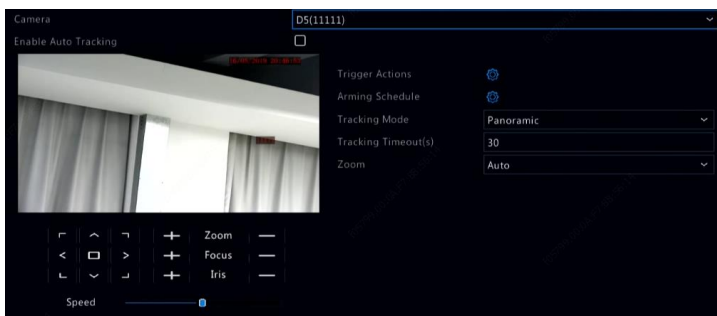 Camera
D5(11111)
Enable Auto Tracking
Trigger Actions
Arming Schedule
Tracking Mode
Panoramic
Tracking Timeout(s)
30
Zoom
Auto
Zoom
Focus
Iris
Speed